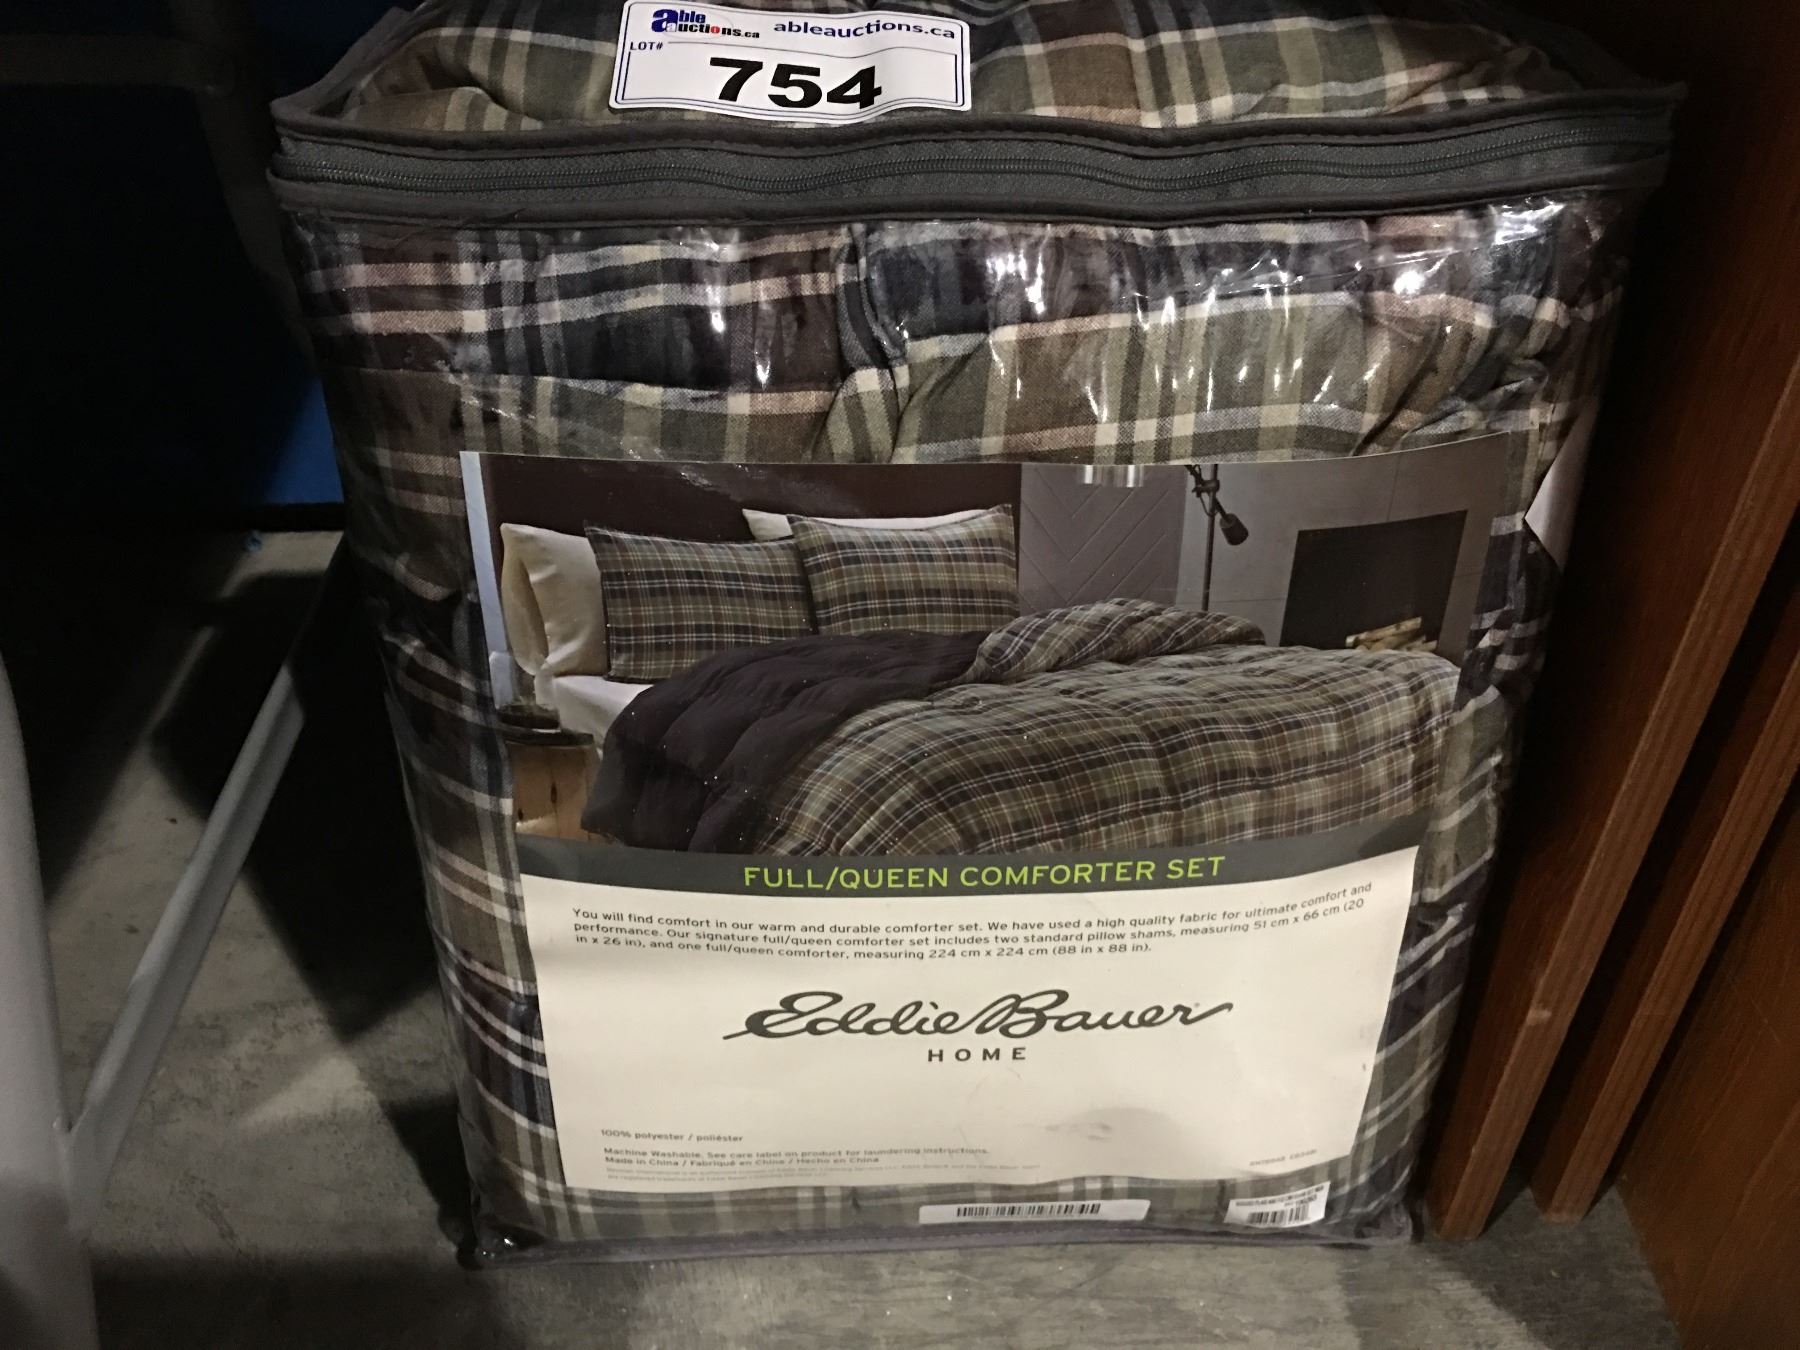 able auctions.ca ableauctions.ca
LOT#
754
FULL/QUEEN COMFORTER SET
You will find comfort in our warm and durable comforter set. We have used a high quality fabric for ultimate comfort and
performance. Our signature full/queen comforter set includes two standard pillow shams, measuring 51 cm x 66 cm (20
in x 26 in), and one full/queen comforter, measuring 224 cm x 224 cm (88 in x 88 in).
Eddie Bauer
HOME
100% polyester / poliéster
Machine Washable. See care label on product for laundering instructions.
Made in China / Fabriqué en Chine / Hecho en China